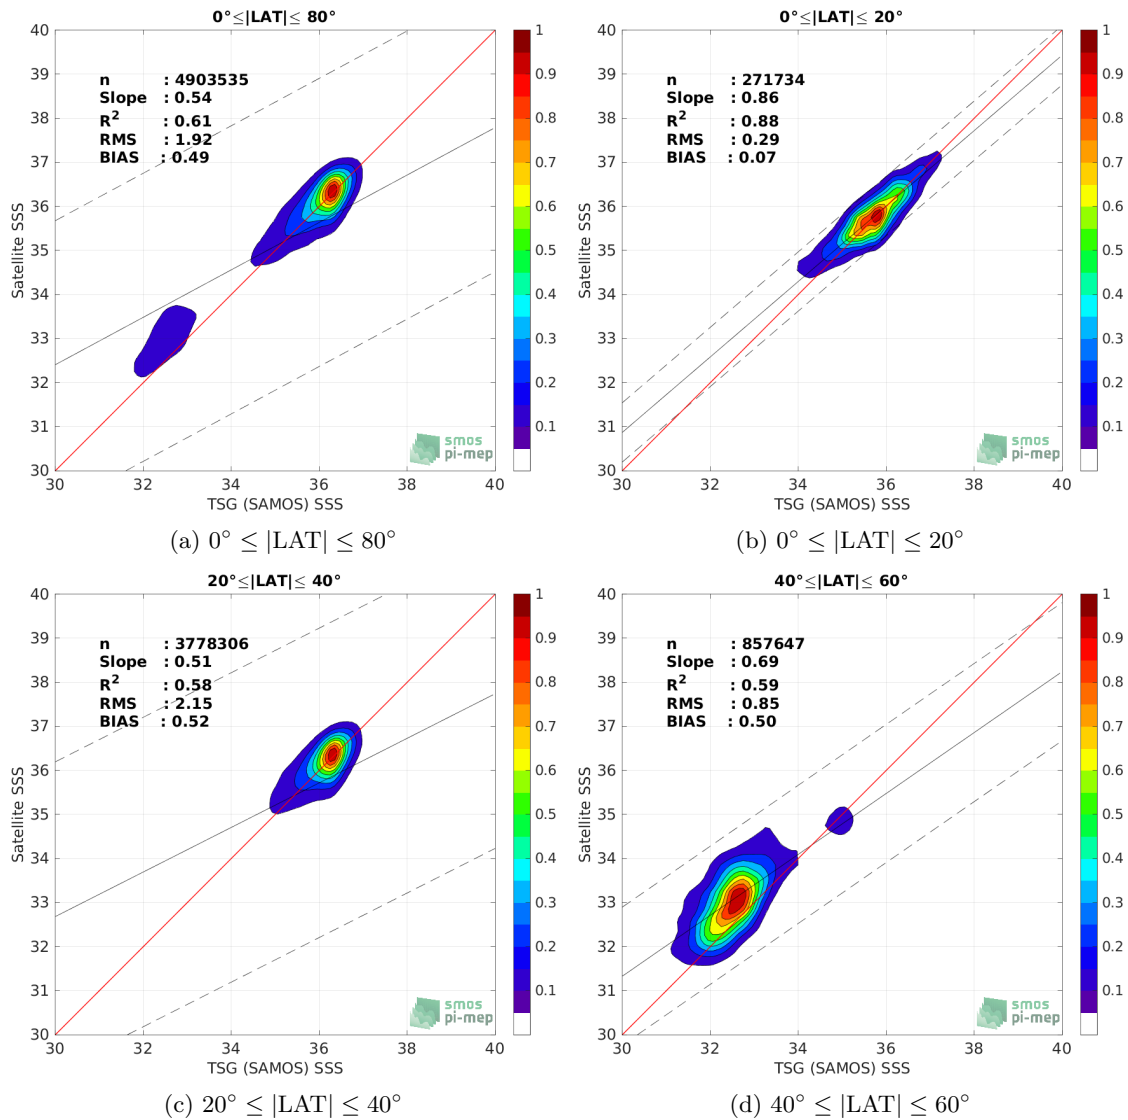 0°≤|LAT|≤ 80°
40
39
38
37
36
35
34
33
32
31
30
Satellite SSS
n : 4903535
Slope : 0.54
R² : 0.61
RMS : 1.92
BIAS : 0.49
smos
pi-mep
30 32 34 36 38 40
TSG (SAMOS) SSS
1
0.9
0.8
0.7
0.6
0.5
0.4
0.3
0.2
0.1
(a) 0° ≤ |LAT| ≤ 80°
0°≤|LAT|≤ 20°
40
39
38
37
36
35
34
33
32
31
30
Satellite SSS
n : 271734
Slope : 0.86
R² : 0.88
RMS : 0.29
BIAS : 0.07
smos
pi-mep
30 32 34 36 38 40
TSG (SAMOS) SSS
1
0.9
0.8
0.7
0.6
0.5
0.4
0.3
0.2
0.1
(b) 0° ≤ |LAT| ≤ 20°
20°≤|LAT|≤ 40°
40
39
38
37
36
35
34
33
32
31
30
Satellite SSS
n : 3778306
Slope : 0.51
R² : 0.58
RMS : 2.15
BIAS : 0.52
smos
pi-mep
30 32 34 36 38 40
TSG (SAMOS) SSS
1
0.9
0.8
0.7
0.6
0.5
0.4
0.3
0.2
0.1
(c) 20° ≤ |LAT| ≤ 40°
40°≤|LAT|≤ 60°
40
39
38
37
36
35
34
33
32
31
30
Satellite SSS
n : 857647
Slope : 0.69
R² : 0.59
RMS : 0.85
BIAS : 0.50
smos
pi-mep
30 32 34 36 38 40
TSG (SAMOS) SSS
1
0.9
0.8
0.7
0.6
0.5
0.4
0.3
0.2
0.1
(d) 40° ≤ |LAT| ≤ 60°